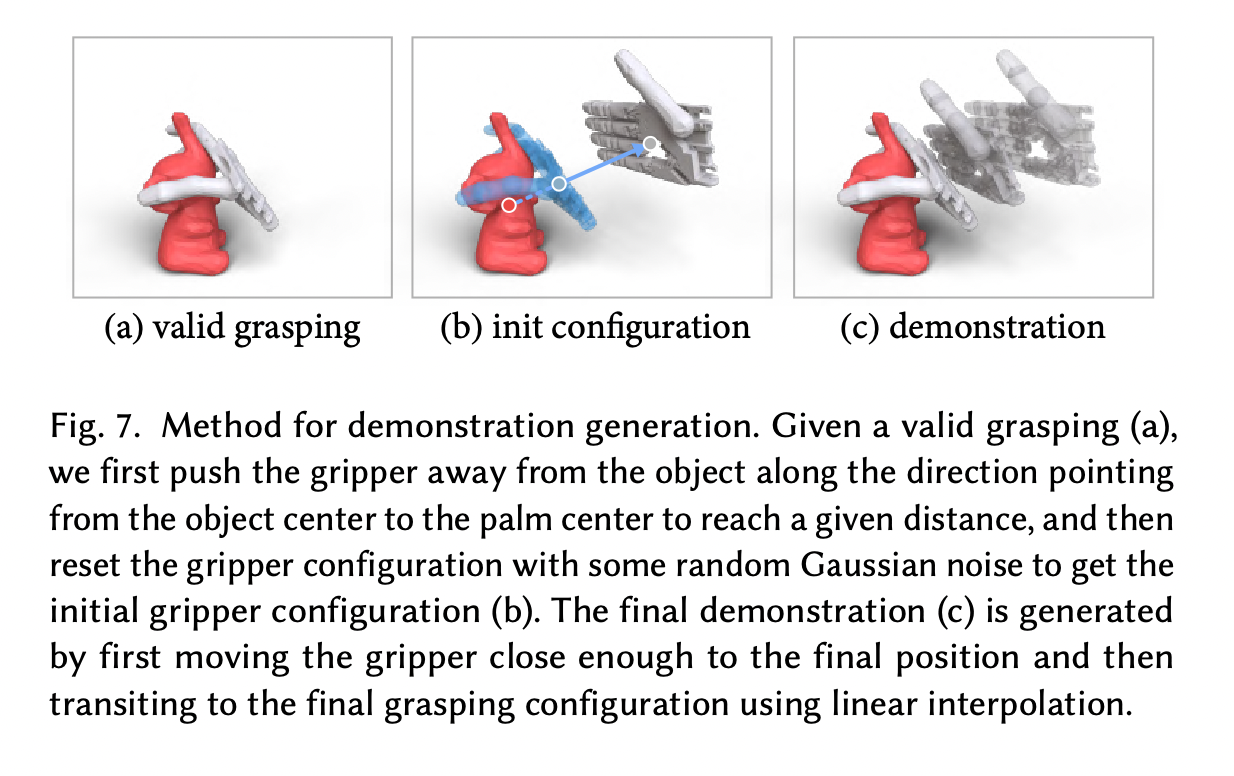 (a) valid grasping
(b) init configuration
(c) demonstration
Fig. 7. Method for demonstration generation. Given a valid grasping (a),
we first push the gripper away from the object along the direction pointing
from the object center to the palm center to reach a given distance, and then
reset the gripper configuration with some random Gaussian noise to get the
initial gripper configuration (b). The final demonstration (c) is generated
by first moving the gripper close enough to the final position and then
transiting to the final grasping configuration using linear interpolation.